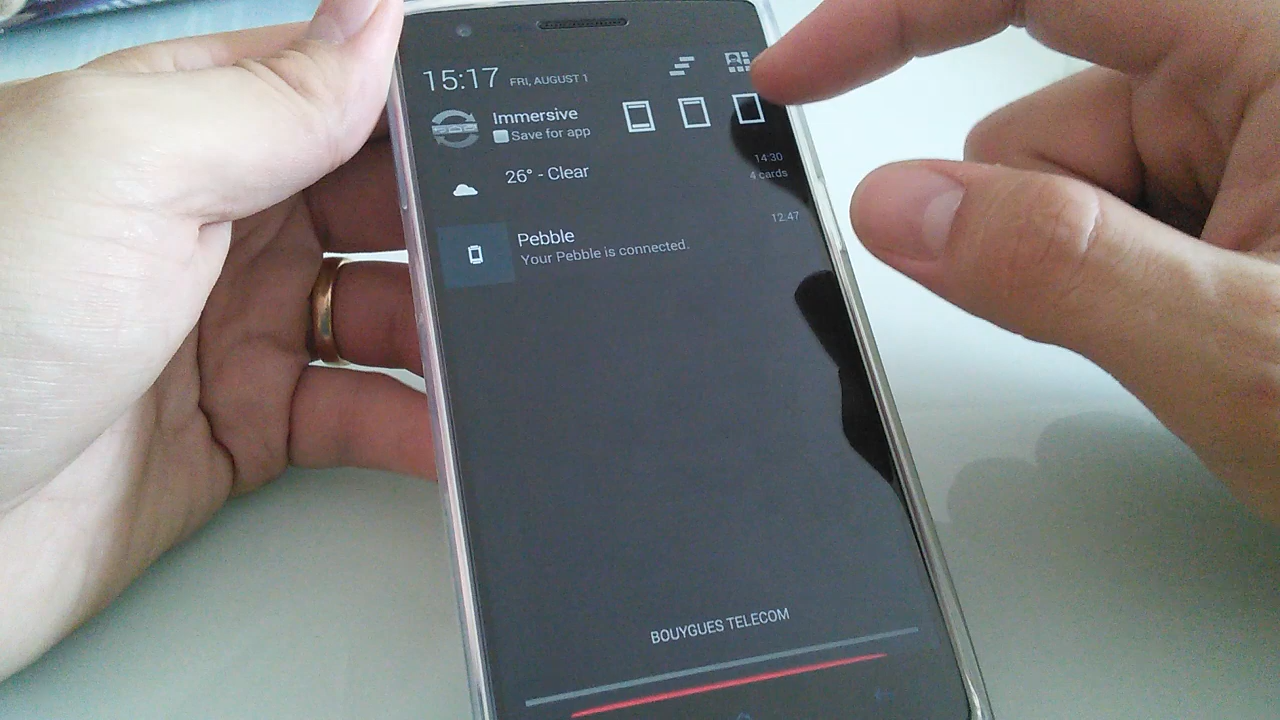 15:17 FRI, AUGUST 1
Immersive
Save for app
26° - Clear
14:30
4 cards
Pebble
12:47
Your Pebble is connected.
BOUYGUES TELECOM